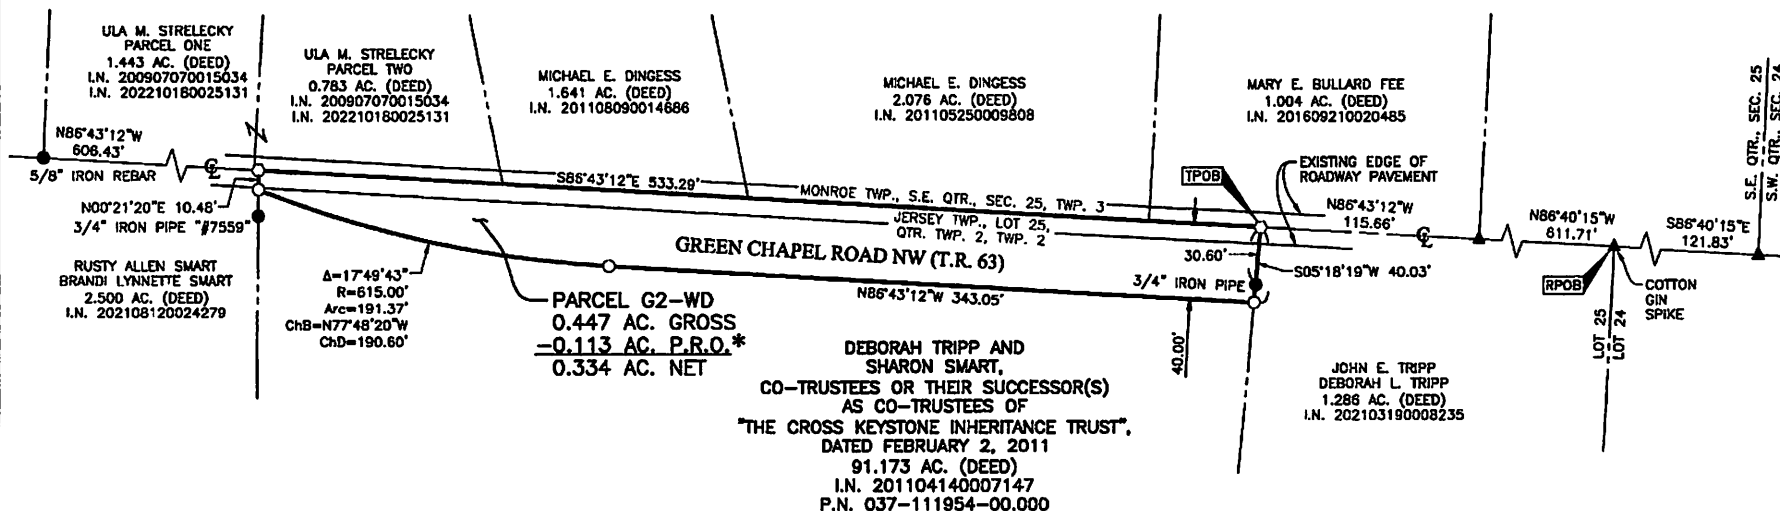 ULA M. STRELECKY
PARCEL ONE
1.443 AC. (DEED)
I.N. 200907070015034
I.N. 202210180025131
ULA M. STRELECKY
PARCEL TWO
0.783 AC. (DEED)
I.N. 200907070015034
I.N. 202210180025131
MICHAEL E. DINGESS
1.641 AC. (DEED)
I.N. 201108090014686
MICHAEL E. DINGESS
2.076 AC. (DEED)
I.N. 201105250009808
MARY E. BULLARD FEE
1.004 AC. (DEED)
I.N. 201609210020485
S.E. QTR., SEC. 25
S.W. QTR., SEC. 24
N86°43'12"W
606.43'
5/8" IRON REBAR
CL
S86°43'12"E 533.29'
MONROE TWP., S.E. QTR., SEC. 25, TWP. 3
TPOB
EXISTING EDGE OF
ROADWAY PAVEMENT
N86°43'12"W
115.66'
CL
N86°40'15"W
611.71'
S86°40'15"E
121.83'
N00°21'20"E 10.48'
3/4" IRON PIPE "#7559"
JERSEY TWP., LOT 25,
QTR. TWP. 2, TWP. 2
GREEN CHAPEL ROAD NW (T.R. 63)
30.60'
S05°18'19"W 40.03'
3/4" IRON PIPE
RPOB
COTTON
GIN
SPIKE
LOT 25
LOT 24
RUSTY ALLEN SMART
BRANDI LYNNETTE SMART
2.500 AC. (DEED)
I.N. 202108120024279
Δ=17°49'43"
R=615.00'
Arc=191.37'
ChB=N77°48'20"W
ChD=190.60'
N86°43'12"W 343.05'
40.00'
PARCEL G2-WD
0.447 AC. GROSS
-0.113 AC. P.R.O.*
0.334 AC. NET
DEBORAH TRIPP AND
SHARON SMART,
CO-TRUSTEES OR THEIR SUCCESSOR(S)
AS CO-TRUSTEES OF
"THE CROSS KEYSTONE INHERITANCE TRUST",
DATED FEBRUARY 2, 2011
91.173 AC. (DEED)
I.N. 201104140007147
P.N. 037-111954-00.000
JOHN E. TRIPP
DEBORAH L. TRIPP
1.286 AC. (DEED)
I.N. 202103190008235